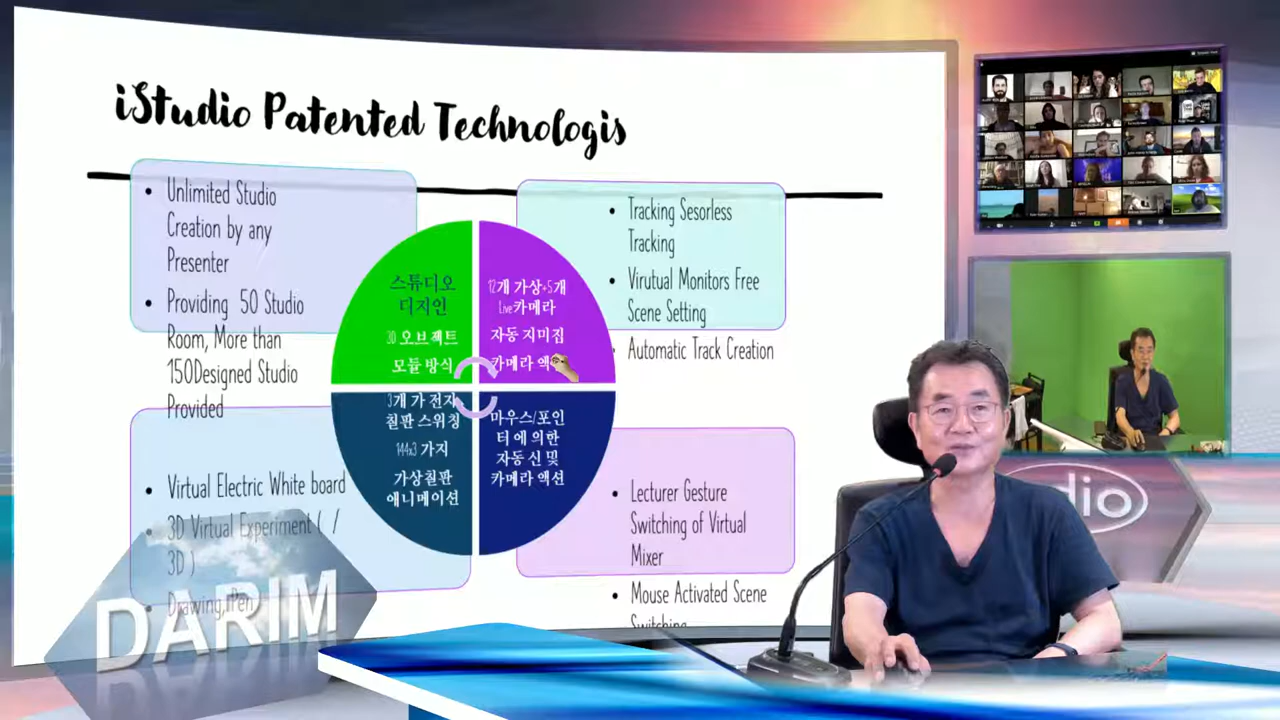 iStudio Patented Technologis
Unlimited Studio
Creation by any
Presenter
Providing 50 Studio
Room, More than
150Designed Studio
Provided
Tracking Sesorless
Tracking
Virutual Monitors Free
Scene Setting
Automatic Track Creation
스튜디오
디자인
3D 오브젝트
모듈 방식
12개 가상+5개
Live카메라
자동 지미집
카메라
3개 가 전자
칠판 스위칭
144x3 가지
가상칠판
애니메이션
마우스/포인
터에 의한
자동 신 및
카메라 액션
Virtual Electric White board
3D Virtual Experiment ( /
3D )
Drawing,
Lecturer Gesture
Switching of Virtual
Mixer
Mouse Activated Scene
Switching
DARIM
dio